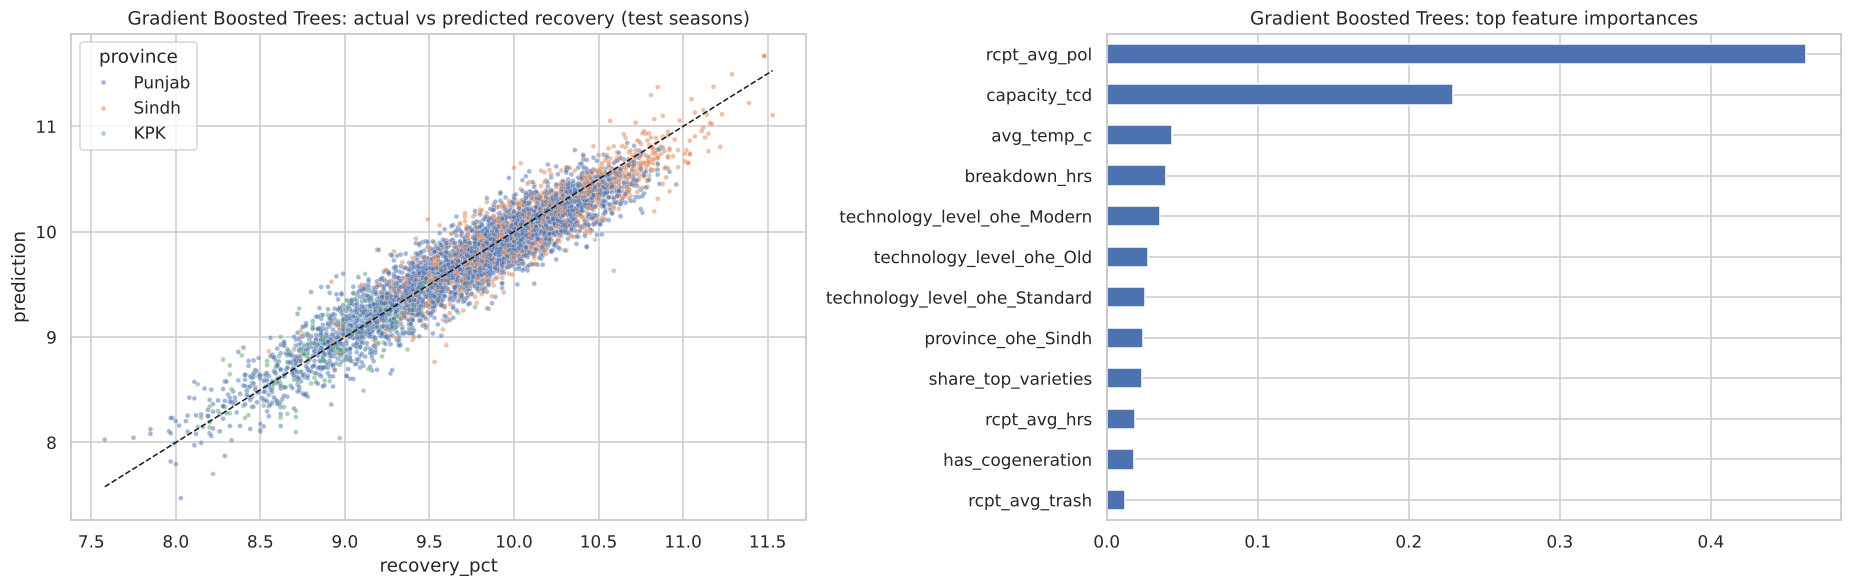 Gradient Boosted Trees: actual vs predicted recovery (test seasons)
province
Punjab
Sindh
KPK
prediction
11
10
9
8
7.5 8.0 8.5 9.0 9.5 10.0 10.5 11.0 11.5
recovery_pct
Gradient Boosted Trees: top feature importances
rcpt_avg_pol
capacity_tcd
avg_temp_c
breakdown_hrs
technology_level_ohe_Modern
technology_level_ohe_Old
technology_level_ohe_Standard
province_ohe_Sindh
share_top_varieties
rcpt_avg_hrs
has_cogeneration
rcpt_avg_trash
0.0 0.1 0.2 0.3 0.4